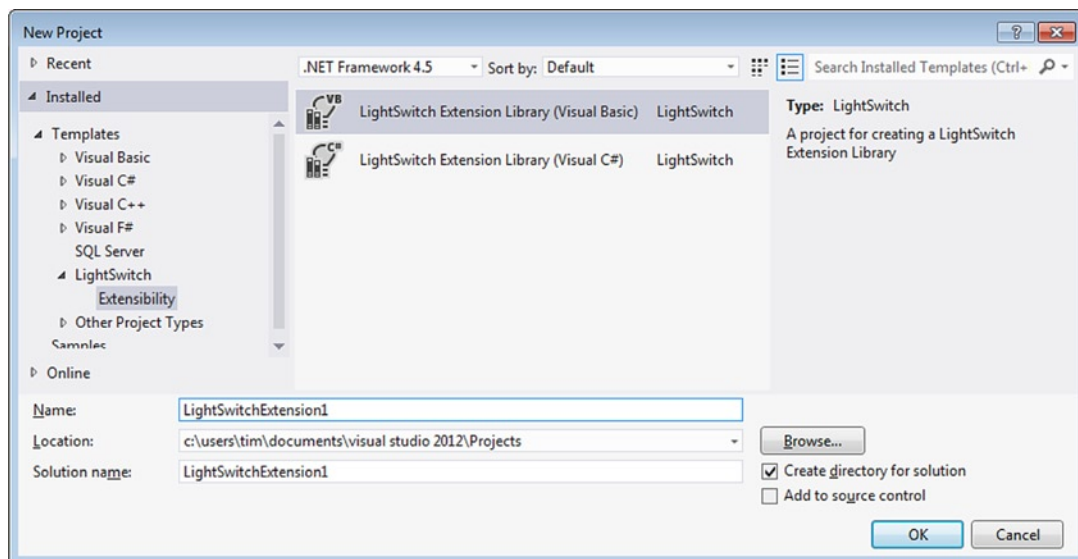 New Project
Recent
Installed
Templates
Visual Basic
Visual C#
Visual C++
Visual F#
SQL Server
LightSwitch
Extensibility
Other Project Types
Samples
Online
.NET Framework 4.5 Sort by: Default
Search Installed Templates (Ctrl+
VB LightSwitch Extension Library (Visual Basic) LightSwitch
C# LightSwitch Extension Library (Visual C#) LightSwitch
Type: LightSwitch
A project for creating a LightSwitch
Extension Library
Name: LightSwitchExtension1
Location: c:\users\tim\documents\visual studio 2012\Projects
Browse...
Solution name: LightSwitchExtension1
Create directory for solution
Add to source control
OK Cancel